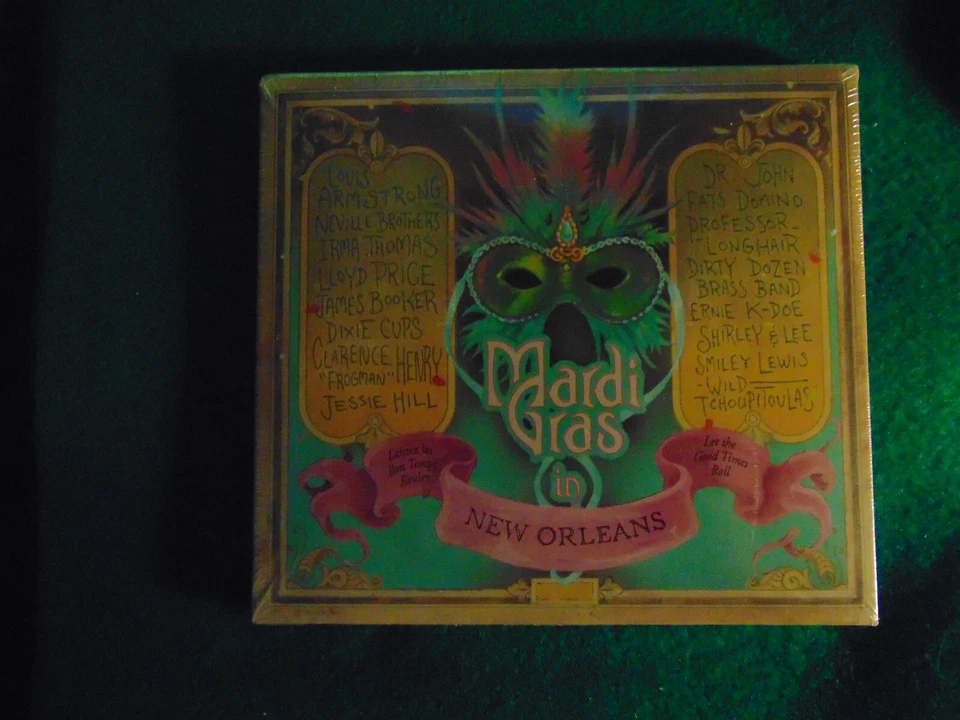 LOUIS
ARMSTRONG
NEVILLE BROTHERS
IRMA THOMAS
LLOYD PRICE
JAMES BOOKER
DIXIE CUPS
CLARENCE HENRY
"FROGMAN"
JESSIE HILL
DR. JOHN
FATS DOMINO
PROFESSOR
LONGHAIR
DIRTY DOZEN
BRASS BAND
ERNIE K-DOE
SHIRLEY & LEE
SMILEY LEWIS
WILD
TCHOUPITOULAS
Mardi
Gras
in
NEW ORLEANS
Laissez les
Bon Temps
Rouler
Let the
Good Times
Roll